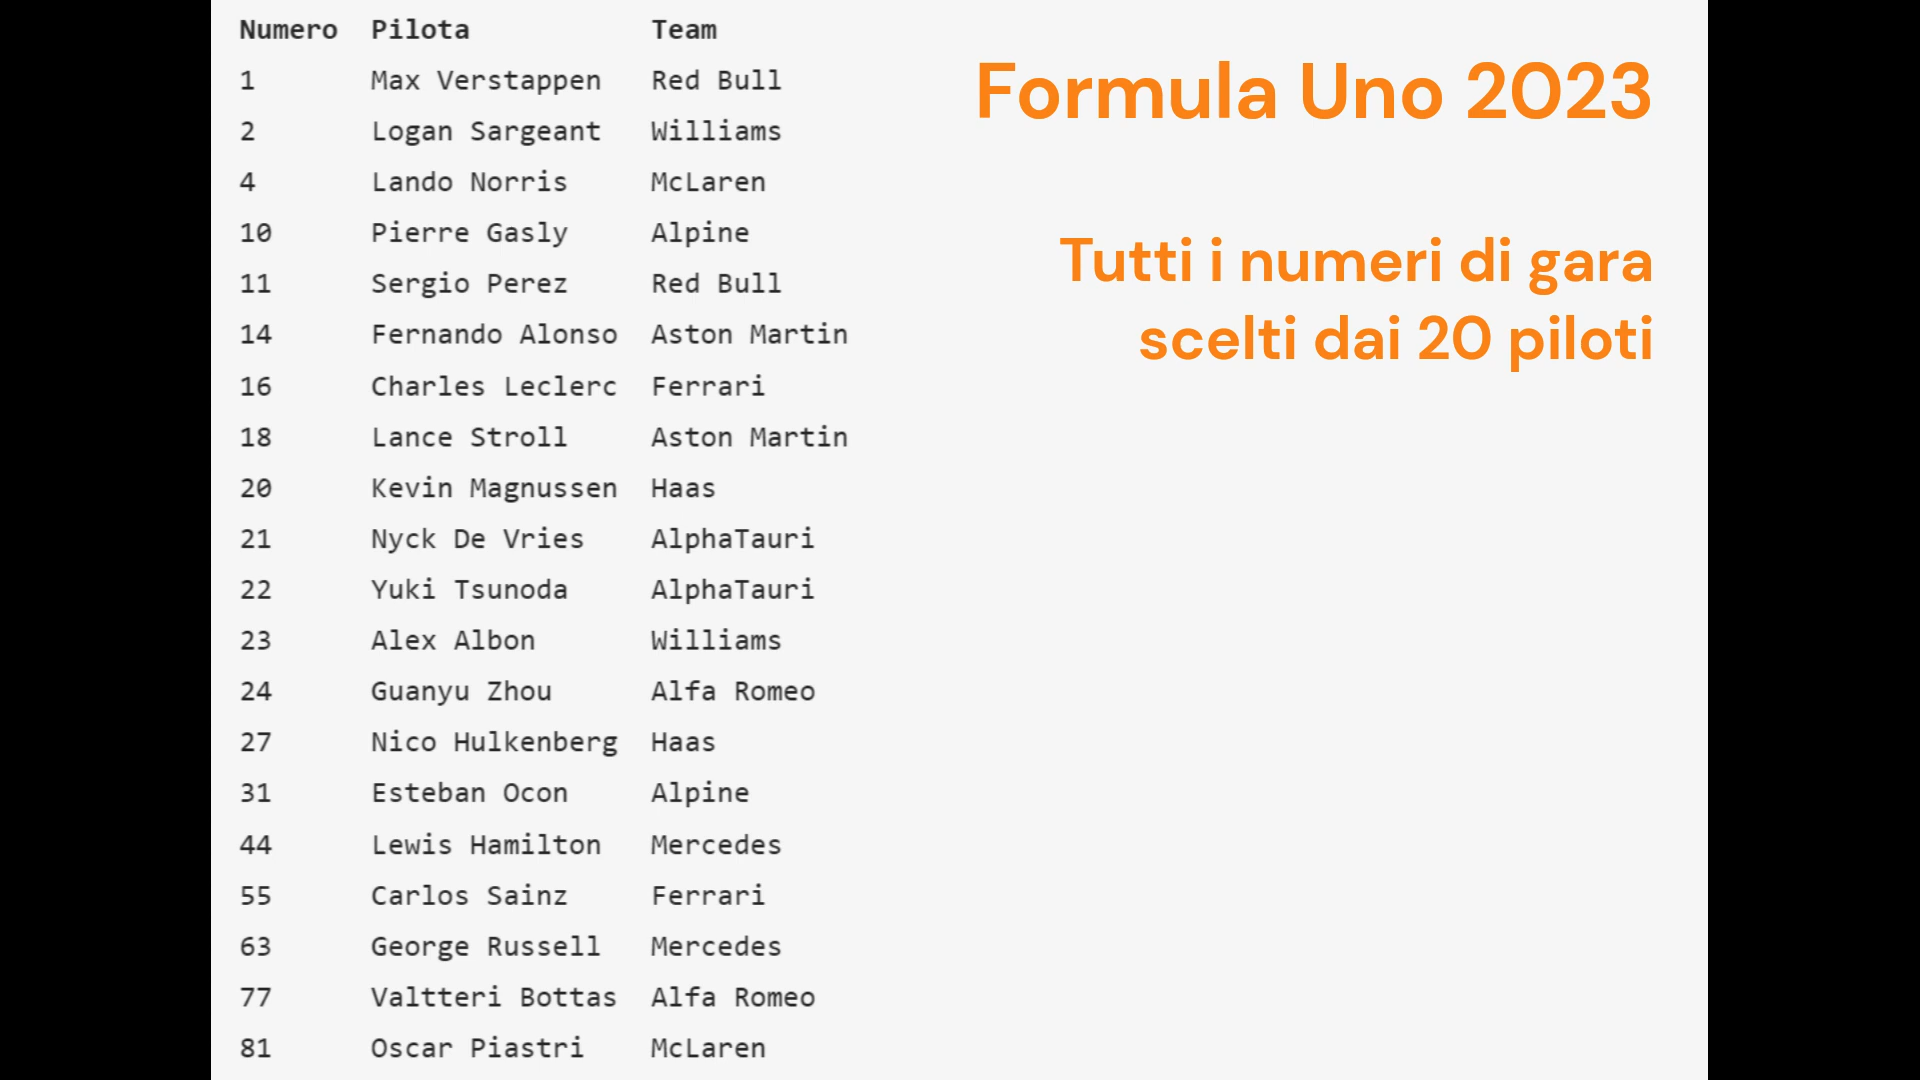 Numero Pilota Team
1 Max Verstappen Red Bull
2 Logan Sargeant Williams
4 Lando Norris McLaren
10 Pierre Gasly Alpine
11 Sergio Perez Red Bull
14 Fernando Alonso Aston Martin
16 Charles Leclerc Ferrari
18 Lance Stroll Aston Martin
20 Kevin Magnussen Haas
21 Nyck De Vries AlphaTauri
22 Yuki Tsunoda AlphaTauri
23 Alex Albon Williams
24 Guanyu Zhou Alfa Romeo
27 Nico Hulkenberg Haas
31 Esteban Ocon Alpine
44 Lewis Hamilton Mercedes
55 Carlos Sainz Ferrari
63 George Russell Mercedes
77 Valtteri Bottas Alfa Romeo
81 Oscar Piastri McLaren
Formula Uno 2023
Tutti i numeri di gara
scelti dai 20 piloti